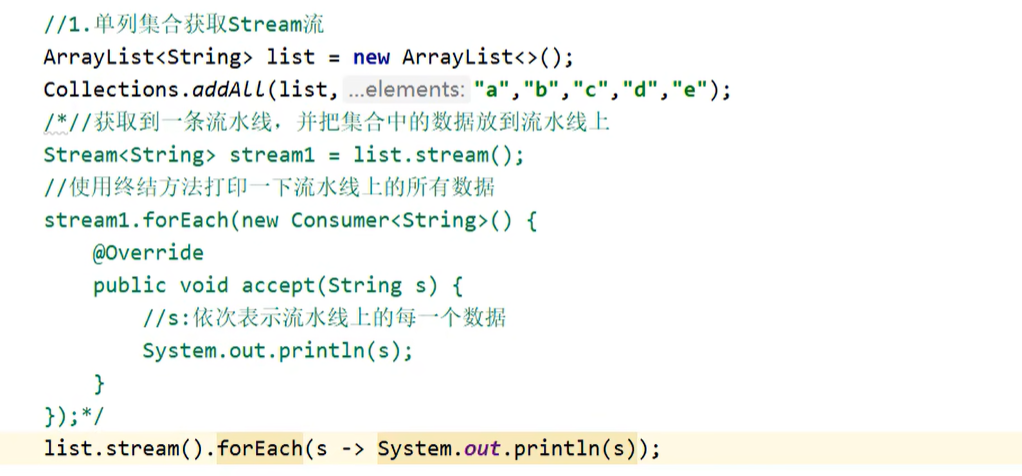 //1.单列集合获取Stream流
ArrayList<String> list = new ArrayList<>();
Collections.addAll(list, ...elements: "a","b","c","d","e");
/*//获取到一条流水线，并把集合中的数据放到流水线上
Stream<String> stream1 = list.stream();
//使用终结方法打印一下流水线上的所有数据
stream1.forEach(new Consumer<String>() {
    @Override
    public void accept(String s) {
        //s:依次表示流水线上的每一个数据
        System.out.println(s);
    }
});*/
list.stream().forEach(s -> System.out.println(s));